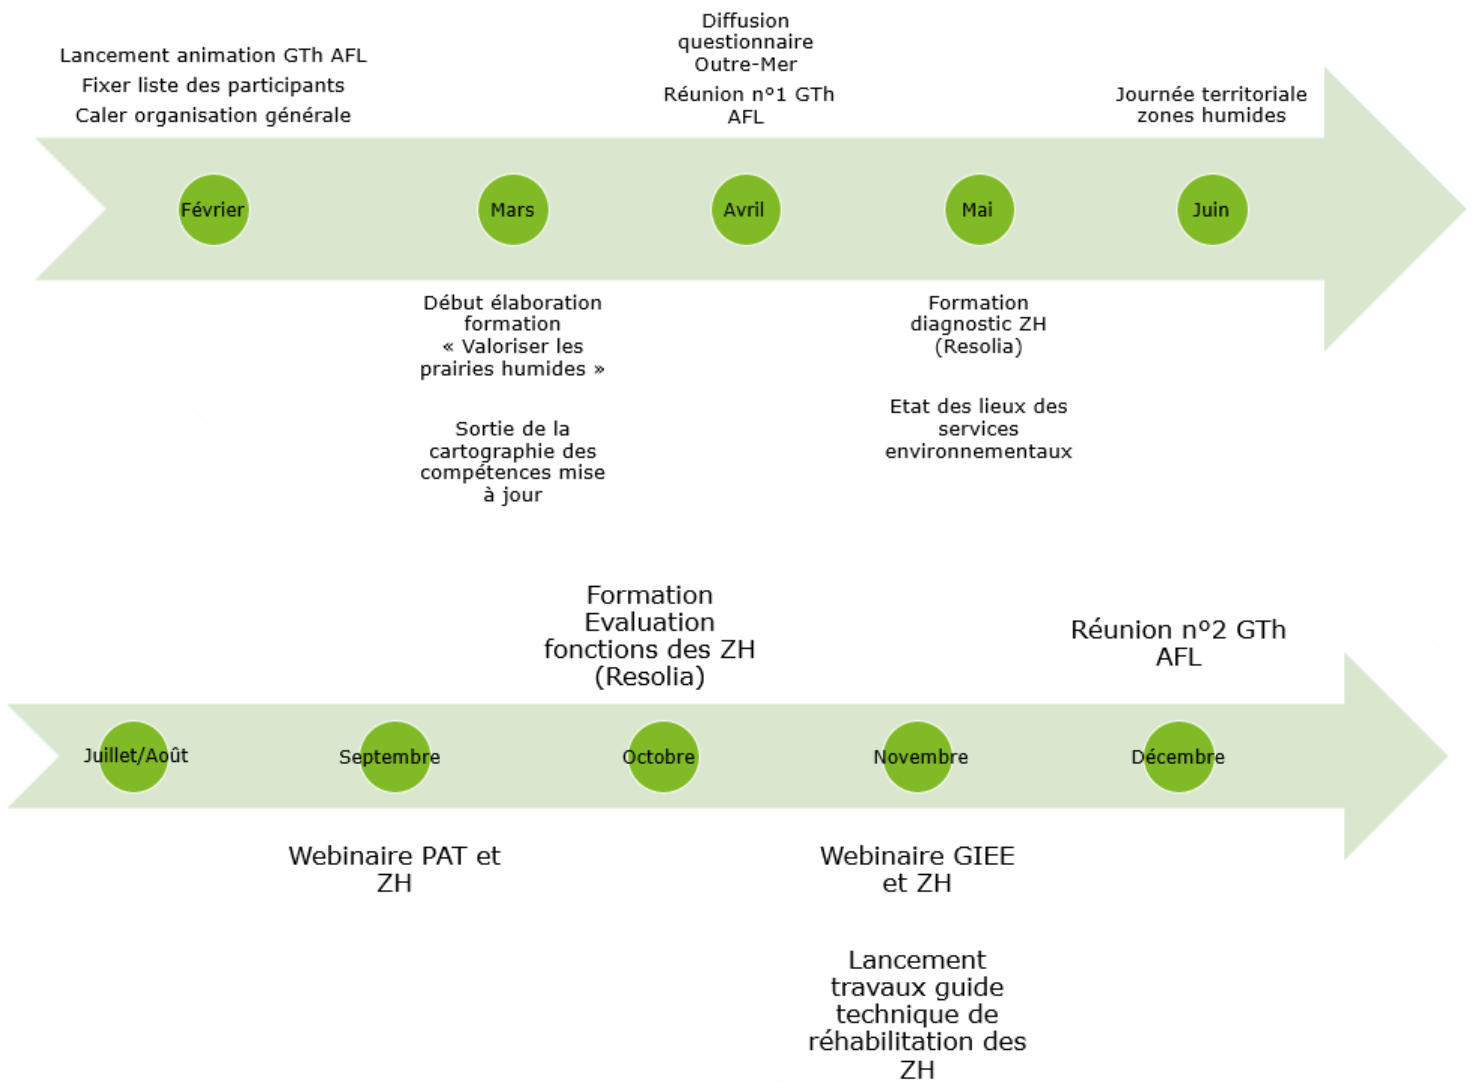 Lancement animation GTh AFL
Fixer liste des participants
Caler organisation générale
Diffusion
questionnaire
Outre-Mer
Réunion nº1 GTh
AFL
Journée territoriale
zones humides
Février
Mars
Avril
Mai
Juin
Début élaboration
formation
« Valoriser les
prairies humides »
Sortie de la
cartographie des
compétences mise
à jour
Formation
diagnostic ZH
(Resolia)
Etat des lieux des
services
environnementaux
Formation
Evaluation
fonctions des ZH
(Resolia)
Réunion nº2 GTh
AFL
Juillet/Août
Septembre
Octobre
Novembre
Décembre
Webinaire PAT et
ZH
Webinaire GIEE
et ZH
Lancement
travaux guide
technique de
réhabilitation des
ZH